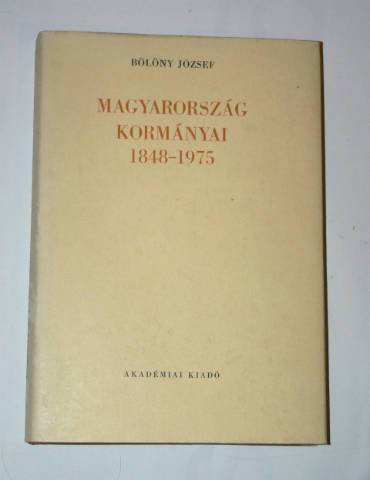 BÖLÖNY JÓZSEF
MAGYARORSZÁG
KORMÁNYAI
1848–1975
AKADÉMIAI KIADÓ